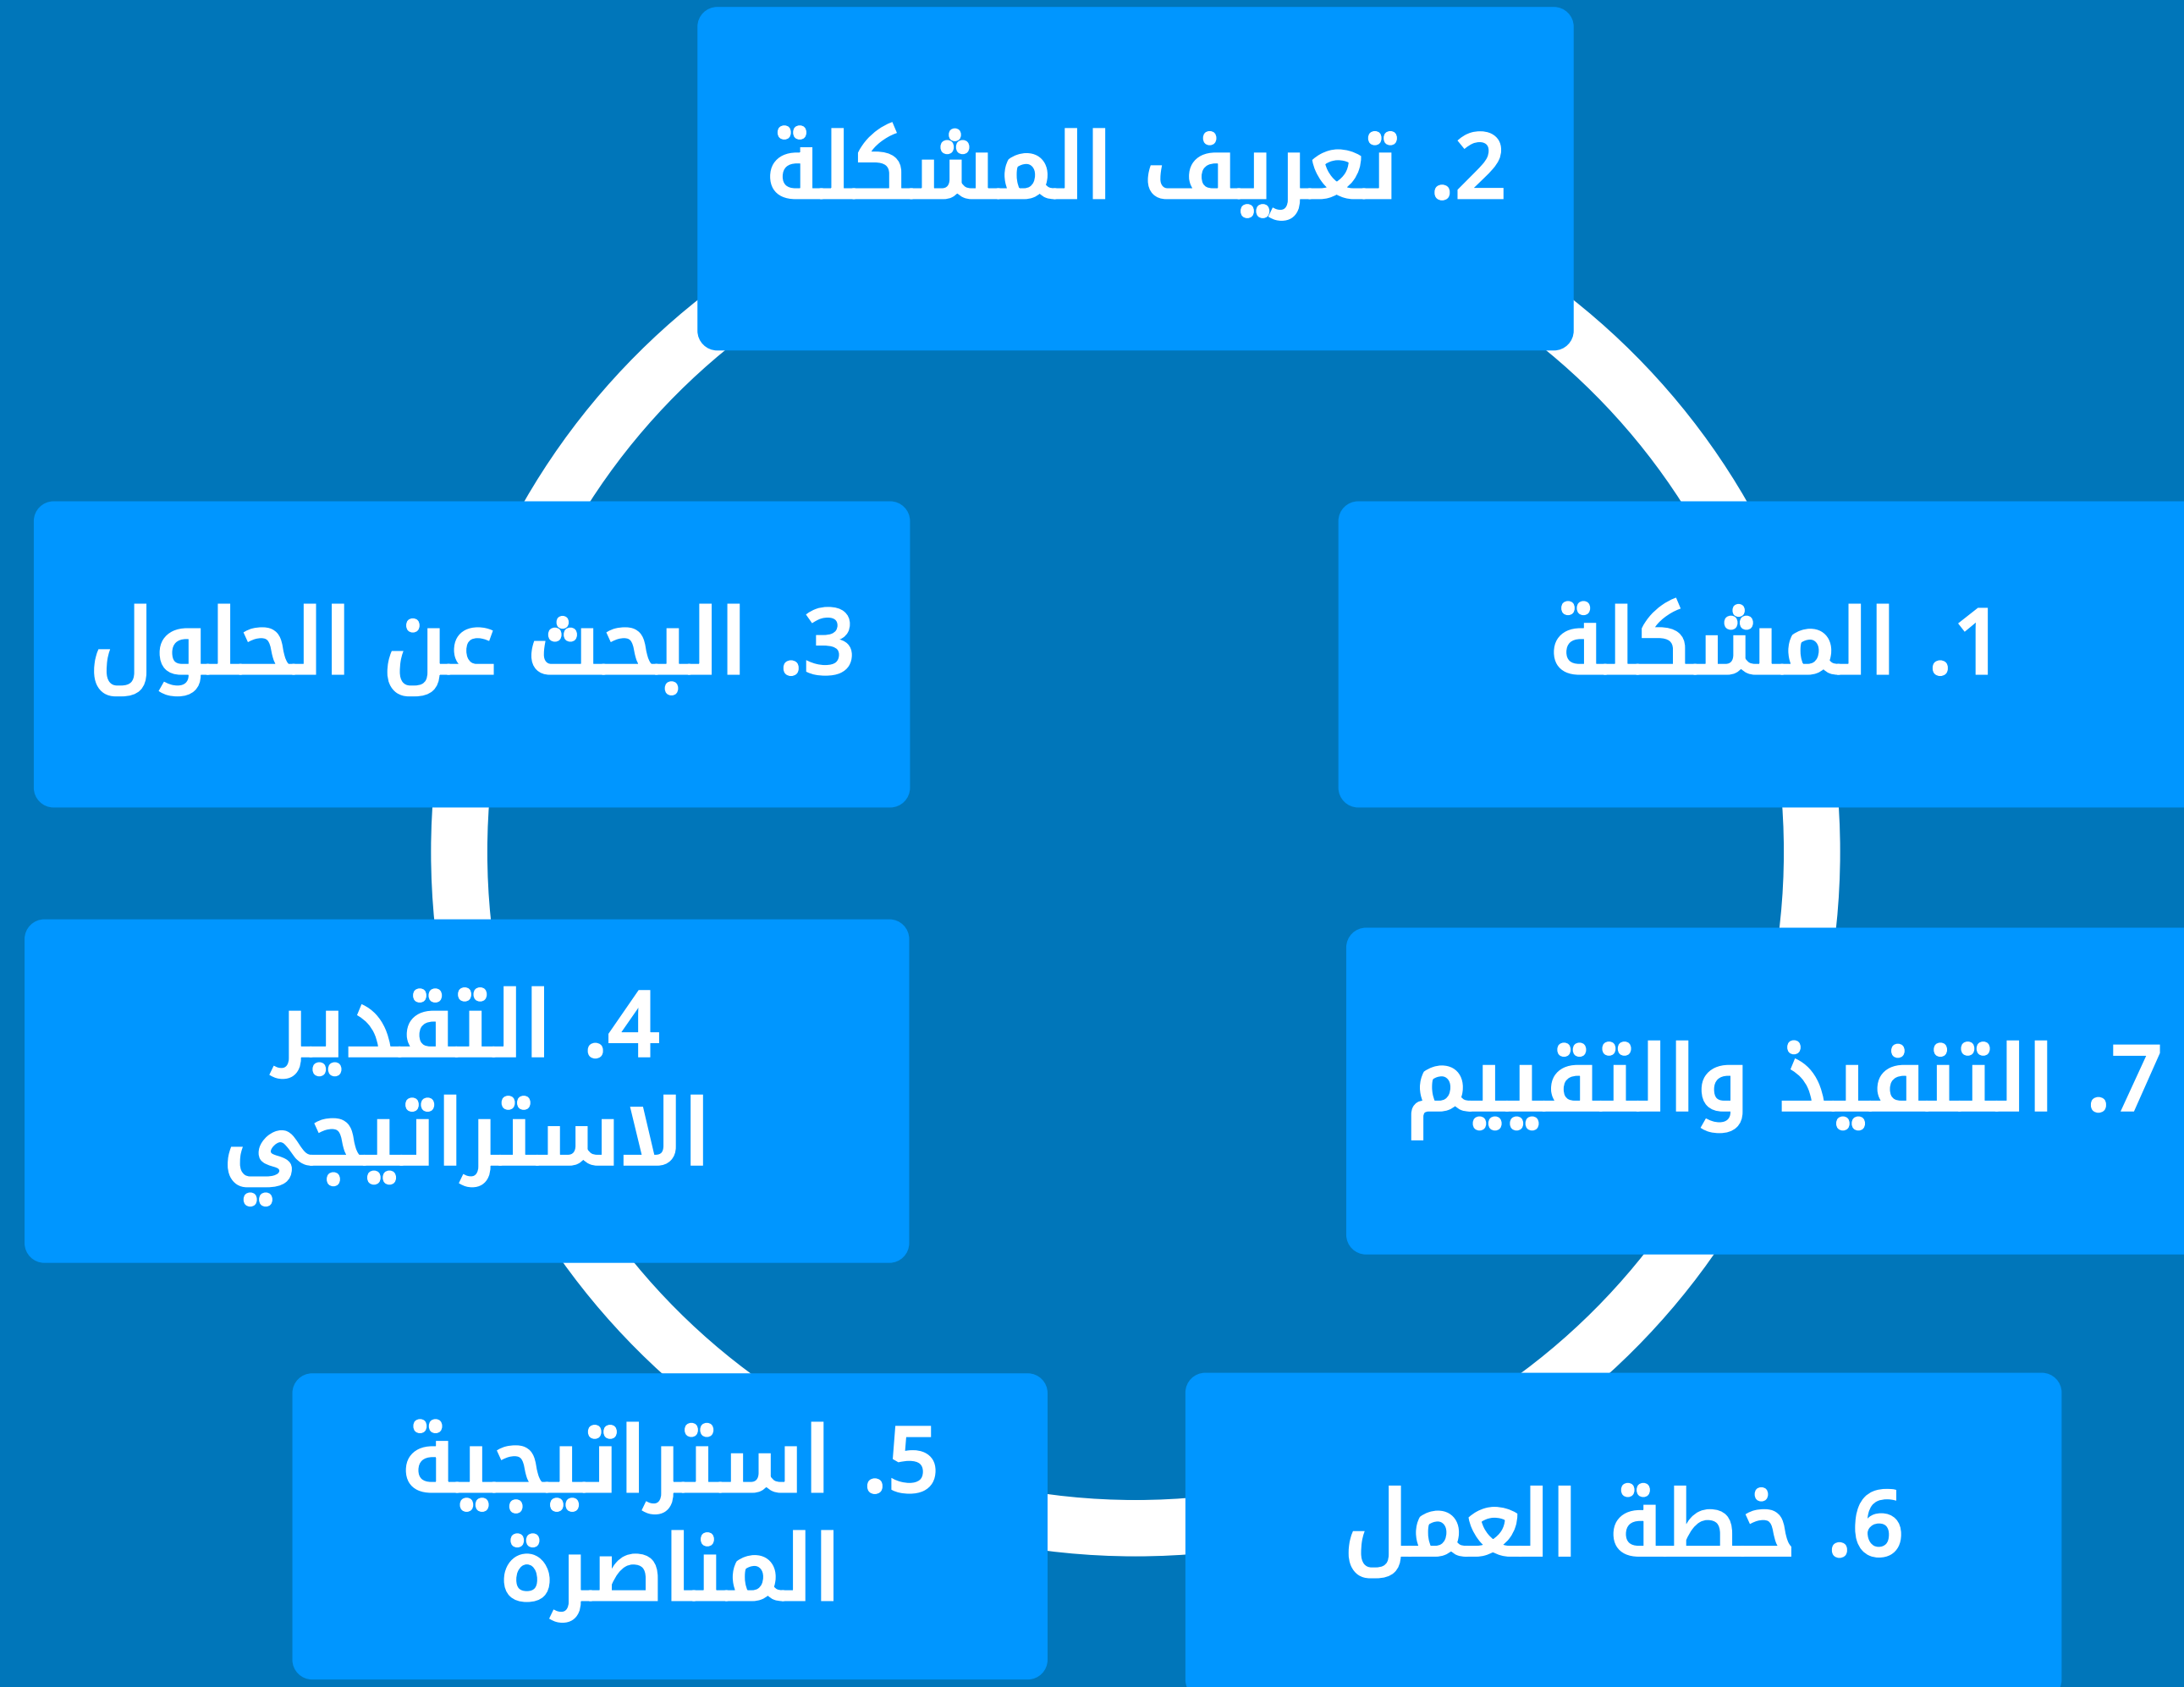 2. تعريف المشكلة
1. المشكلة
3. البحث عن الحلول
7. التنفيذ والتقييم
4. التقدير
الاستراتيجي
6. خطة العمل
5. استراتيجية
المناصرة